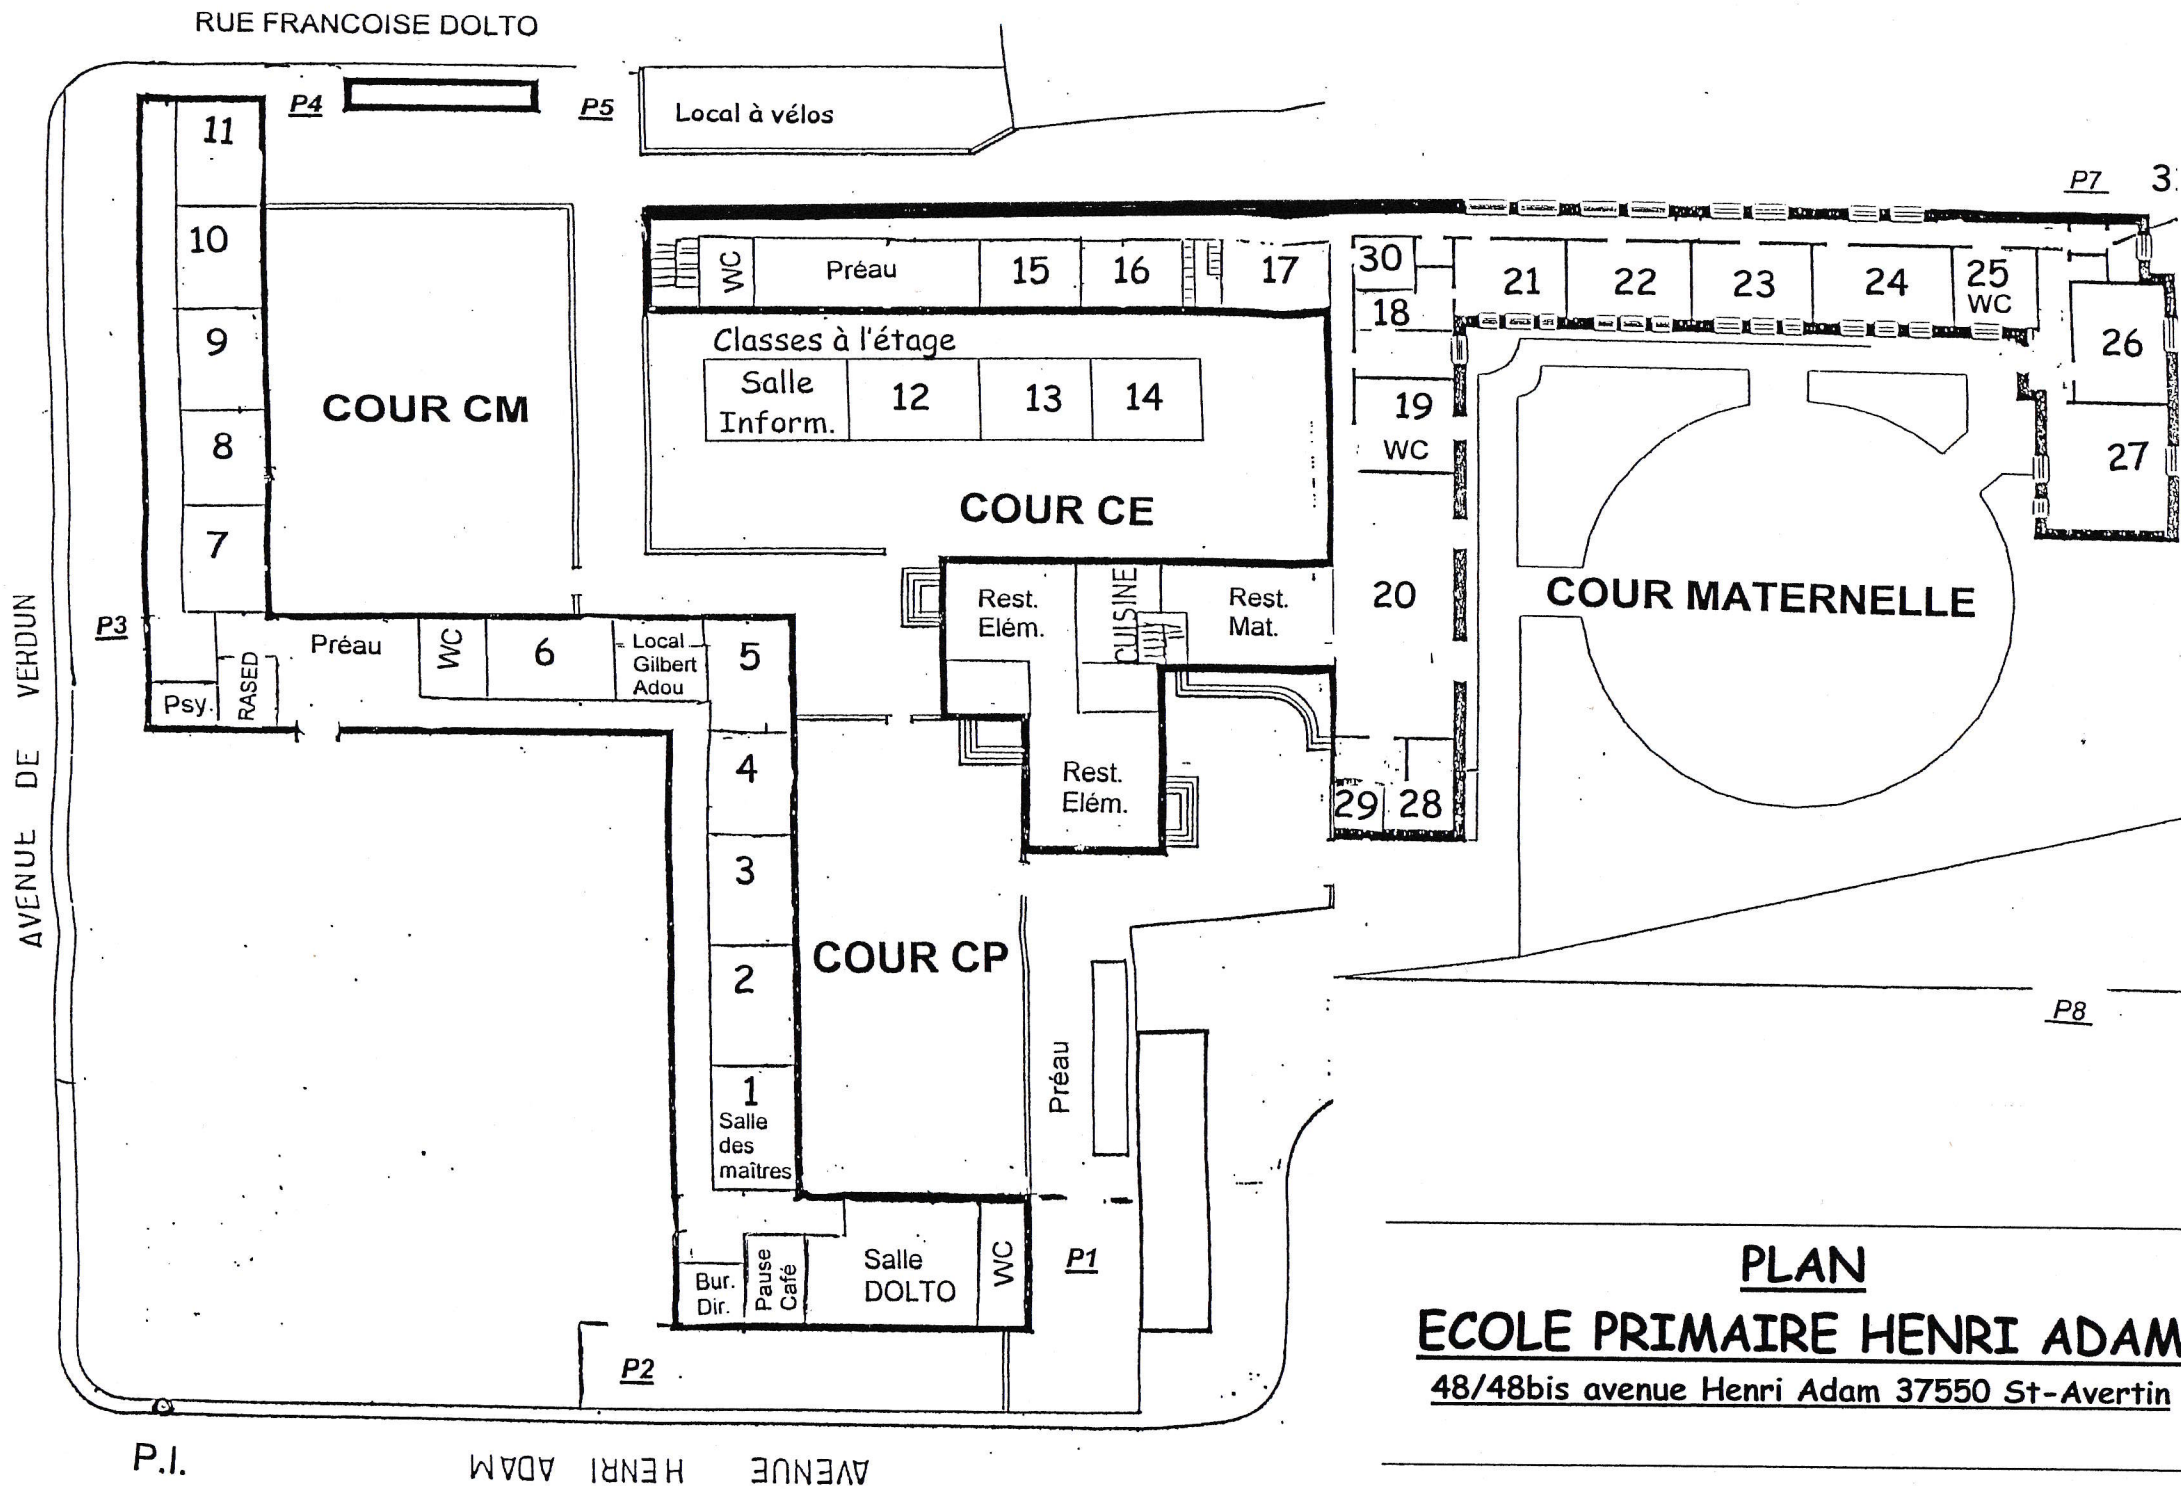 RUE FRANCOISE DOLTO
P4
P5
Local à vélos
P7
3
11
10
9
8
7
COUR CM
WC
Préau
15
16
17
30
18
21
22
23
24
25
WC
26
27
Classes à l'étage
Salle
Inform.
12
13
14
19
WC
COUR CE
20
COUR MATERNELLE
AVENUE DE VERDUN
P3
Psy.
RASED
Préau
WC
6
Local
Gilbert
Adou
5
4
3
2
1
Salle
des
maîtres
Rest.
Elém.
CUISINE
Rest.
Mat.
Rest.
Elém.
29
28
COUR CP
Préau
P8
Bur.
Dir.
Pause
Café
Salle
DOLTO
WC
P1
P2
P.I.
AVENUE HENRI ADAM
PLAN
ECOLE PRIMAIRE HENRI ADAM
48/48bis avenue Henri Adam 37550 St-Avertin